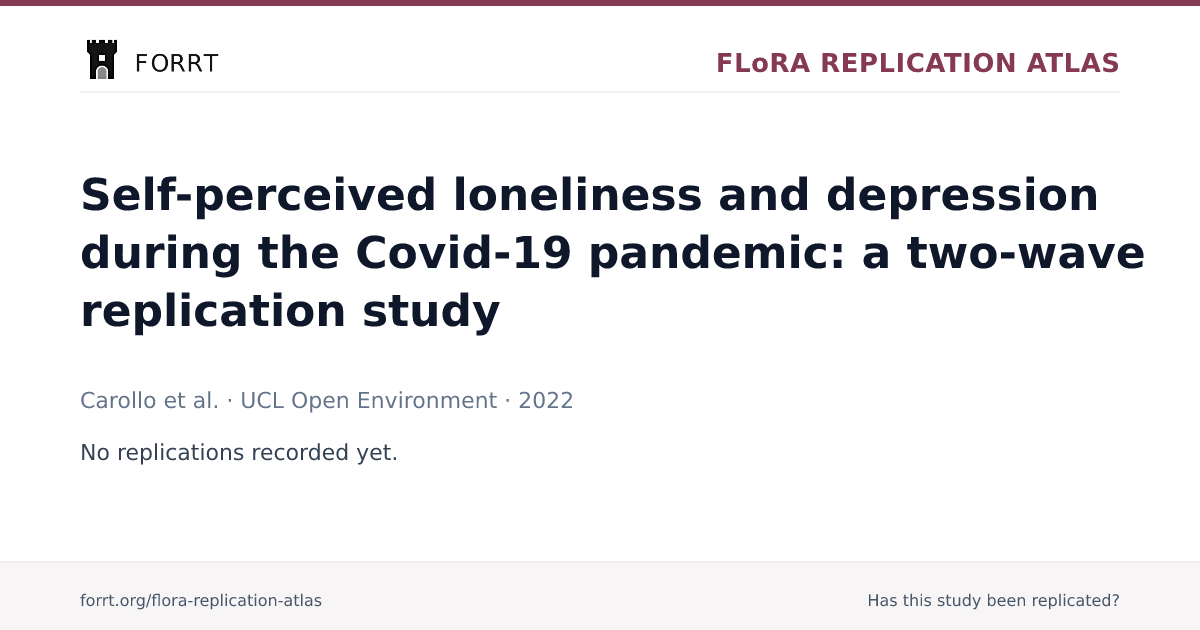 FORRT
FLoRA REPLICATION ATLAS
Self-perceived loneliness and depression
during the Covid-19 pandemic: a two-wave
replication study
Carollo et al. · UCL Open Environment · 2022
No replications recorded yet.
forrt.org/flora-replication-atlas
Has this study been replicated?